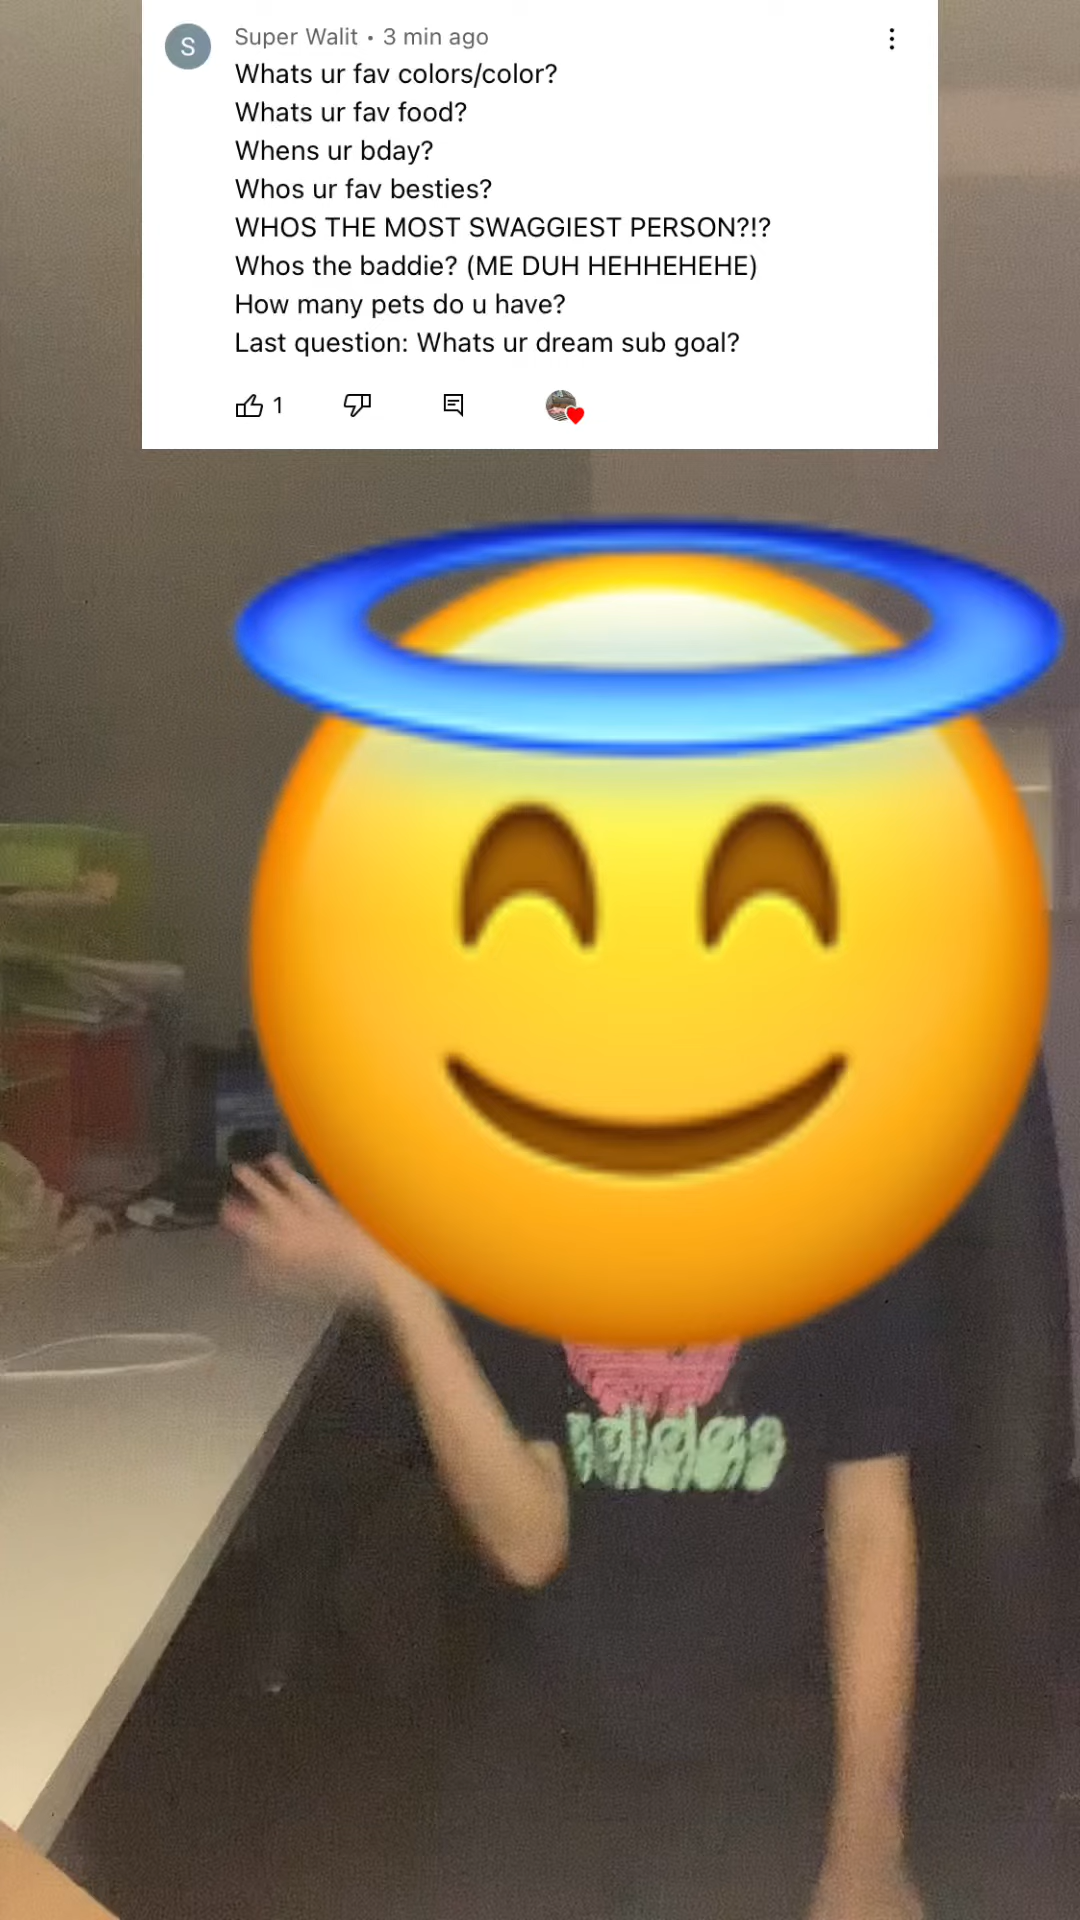 S
Super Walit • 3 min ago
Whats ur fav colors/color?
Whats ur fav food?
Whens ur bday?
Whos ur fav besties?
WHOS THE MOST SWAGGIEST PERSON?!?
Whos the baddie? (ME DUH HEHHEHEHE)
How many pets do u have?
Last question: Whats ur dream sub goal?
1
adidas